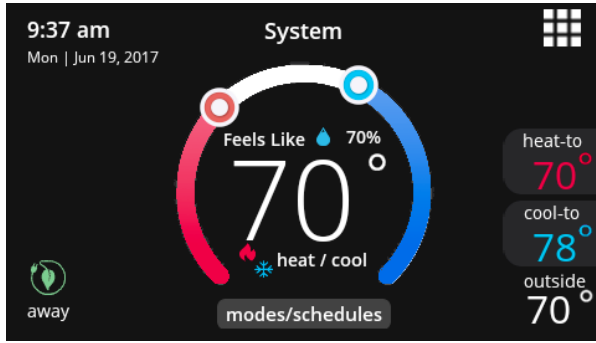 9:37 am
System
Mon | Jun 19, 2017
Feels Like 70%
70°
heat / cool
modes/schedules
away
heat-to
70°
cool-to
78°
outside
70°